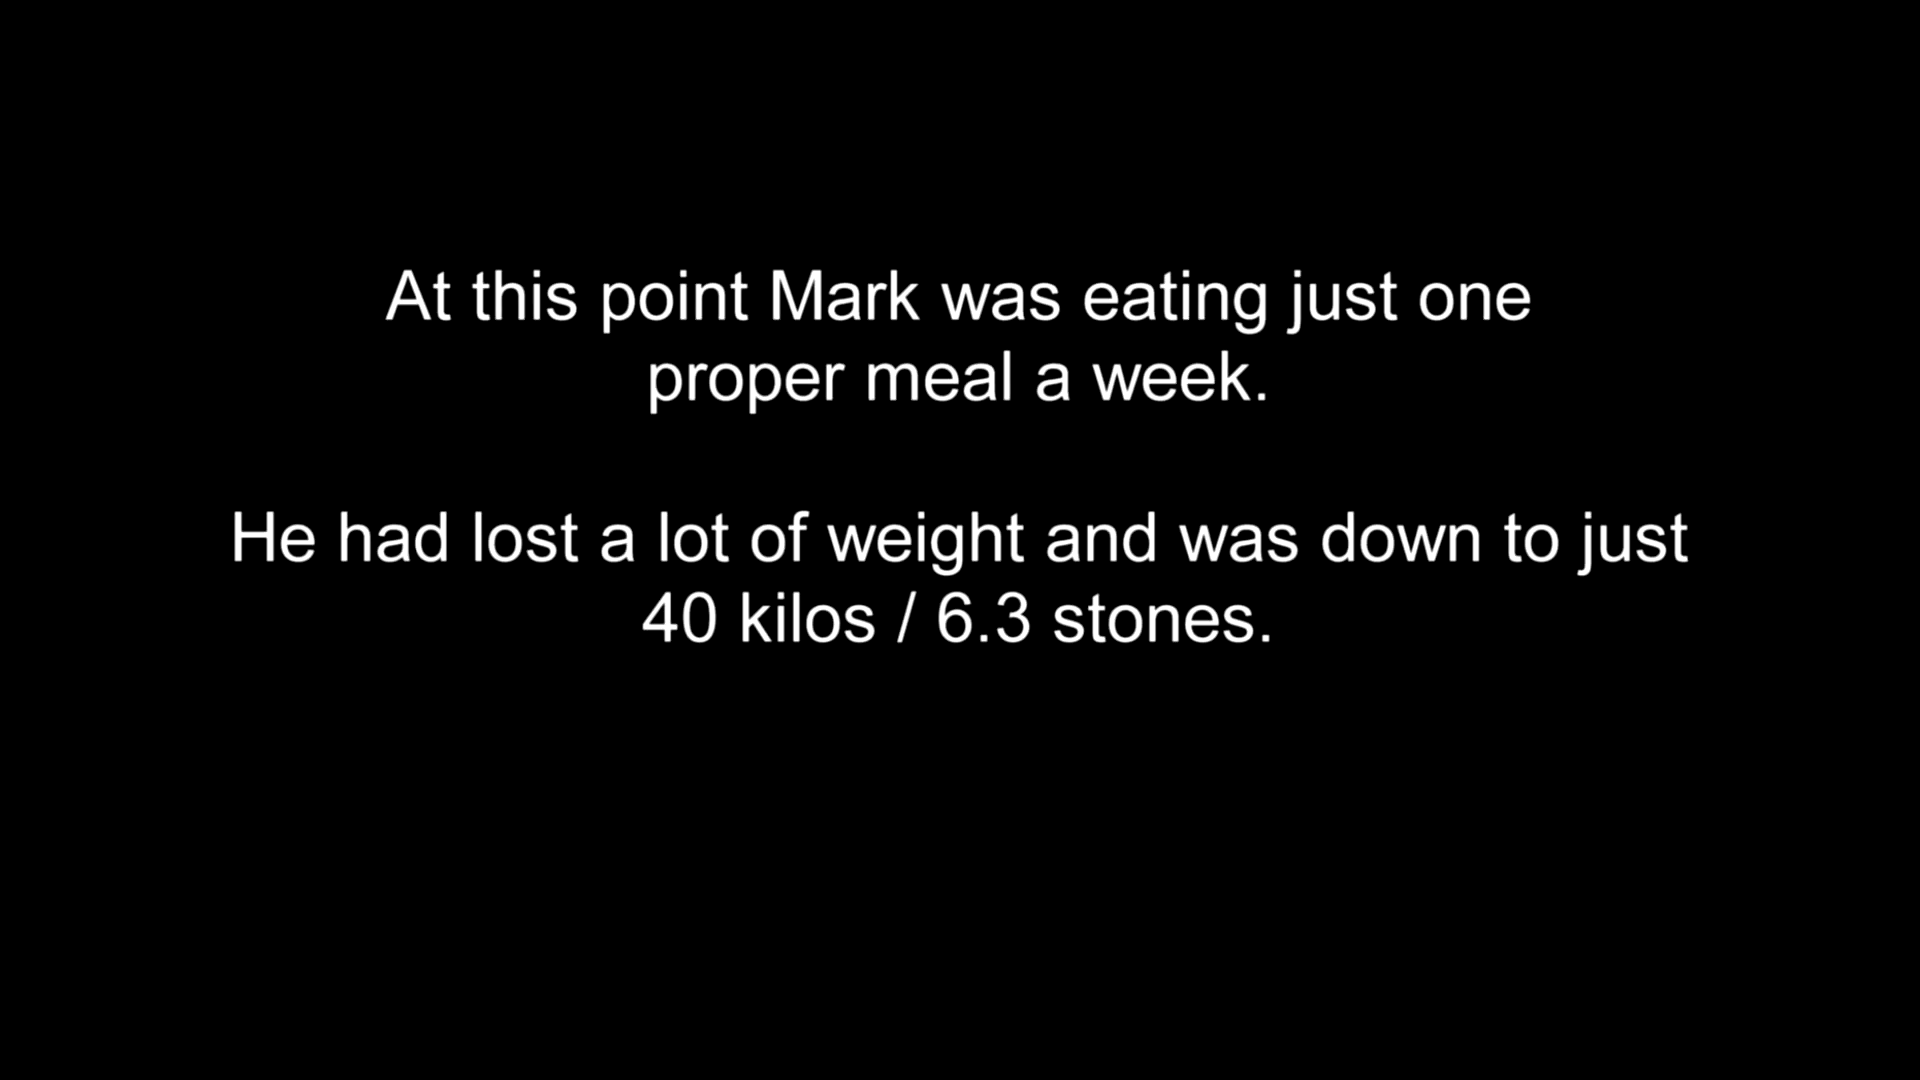 At this point Mark was eating just one
proper meal a week.
He had lost a lot of weight and was down to just
40 kilos / 6.3 stones.